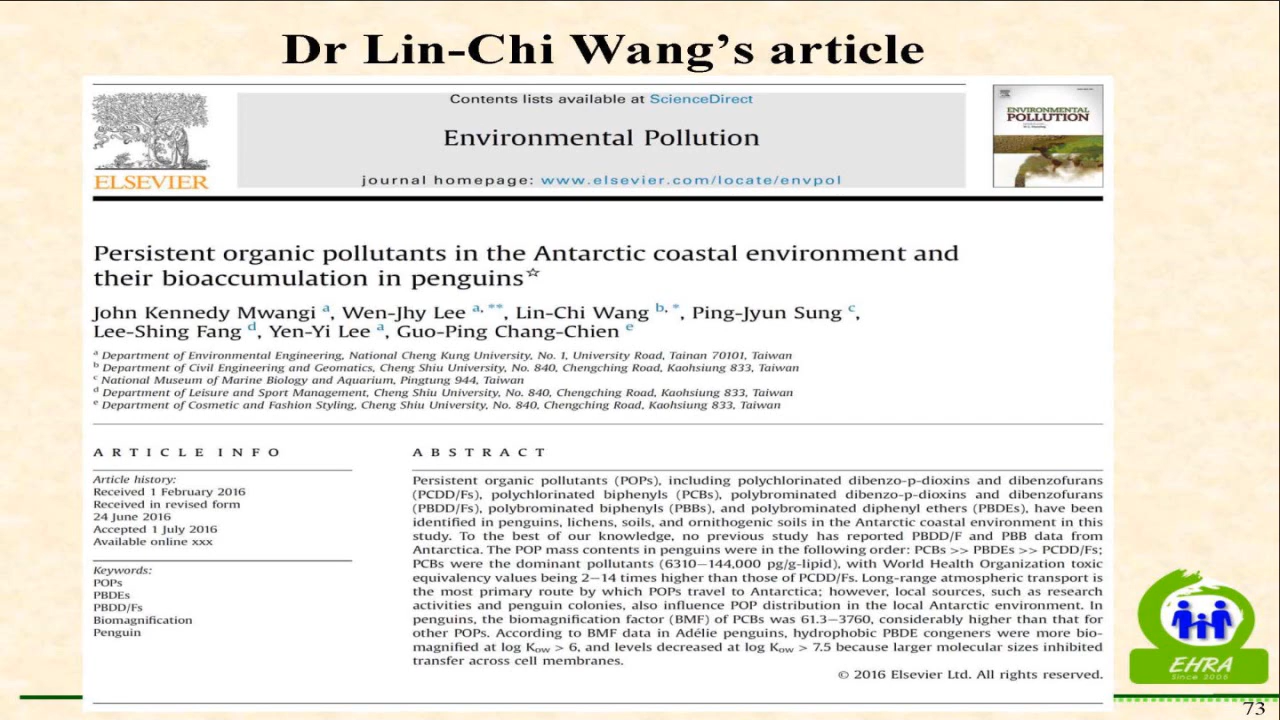 Dr Lin-Chi Wang's article
Contents lists available at ScienceDirect
Environmental Pollution
journal homepage: www.elsevier.com/locate/envpol
ELSEVIER
ENVIRONMENTAL
POLLUTION
Persistent organic pollutants in the Antarctic coastal environment and
their bioaccumulation in penguins☆
John Kennedy Mwangi a, Wen-Jhy Lee a, **, Lin-Chi Wang b, *, Ping-Jyun Sung c,
Lee-Shing Fang d, Yen-Yi Lee a, Guo-Ping Chang-Chien e
a Department of Environmental Engineering, National Cheng Kung University, No. 1, University Road, Tainan 70101, Taiwan
b Department of Civil Engineering and Geomatics, Cheng Shiu University, No. 840, Chengching Road, Kaohsiung 833, Taiwan
c National Museum of Marine Biology and Aquarium, Pingtung 944, Taiwan
d Department of Leisure and Sport Management, Cheng Shiu University, No. 840, Chengching Road, Kaohsiung 833, Taiwan
e Department of Cosmetic and Fashion Styling, Cheng Shiu University, No. 840, Chengching Road, Kaohsiung 833, Taiwan
ARTICLE INFO
Article history:
Received 1 February 2016
Received in revised form
24 June 2016
Accepted 1 July 2016
Available online xxx
Keywords:
POPs
PBDEs
PBDD/Fs
Biomagnification
Penguin
ABSTRACT
Persistent organic pollutants (POPs), including polychlorinated dibenzo-p-dioxins and dibenzofurans
(PCDD/Fs), polychlorinated biphenyls (PCBs), polybrominated dibenzo-p-dioxins and dibenzofurans
(PBDD/Fs), polybrominated biphenyls (PBBs), and polybrominated diphenyl ethers (PBDEs), have been
identified in penguins, lichens, soils, and ornithogenic soils in the Antarctic coastal environment in this
study. To the best of our knowledge, no previous study has reported PBDD/F and PBB data from
Antarctica. The POP mass contents in penguins were in the following order: PCBs >> PBDEs >> PCDD/Fs;
PCBs were the dominant pollutants (6310–144,000 pg/g-lipid), with World Health Organization toxic
equivalency values being 2–14 times higher than those of PCDD/Fs. Long-range atmospheric transport is
the most primary route by which POPs travel to Antarctica; however, local sources, such as research
activities and penguin colonies, also influence POP distribution in the local Antarctic environment. In
penguins, the biomagnification factor (BMF) of PCBs was 61.3–3760, considerably higher than that for
other POPs. According to BMF data in Adélie penguins, hydrophobic PBDE congeners were more bio-
magnified at log Kow > 6, and levels decreased at log Kow > 7.5 because larger molecular sizes inhibited
transfer across cell membranes.
© 2016 Elsevier Ltd. All rights reserved.
EHRA
Since 2005
73